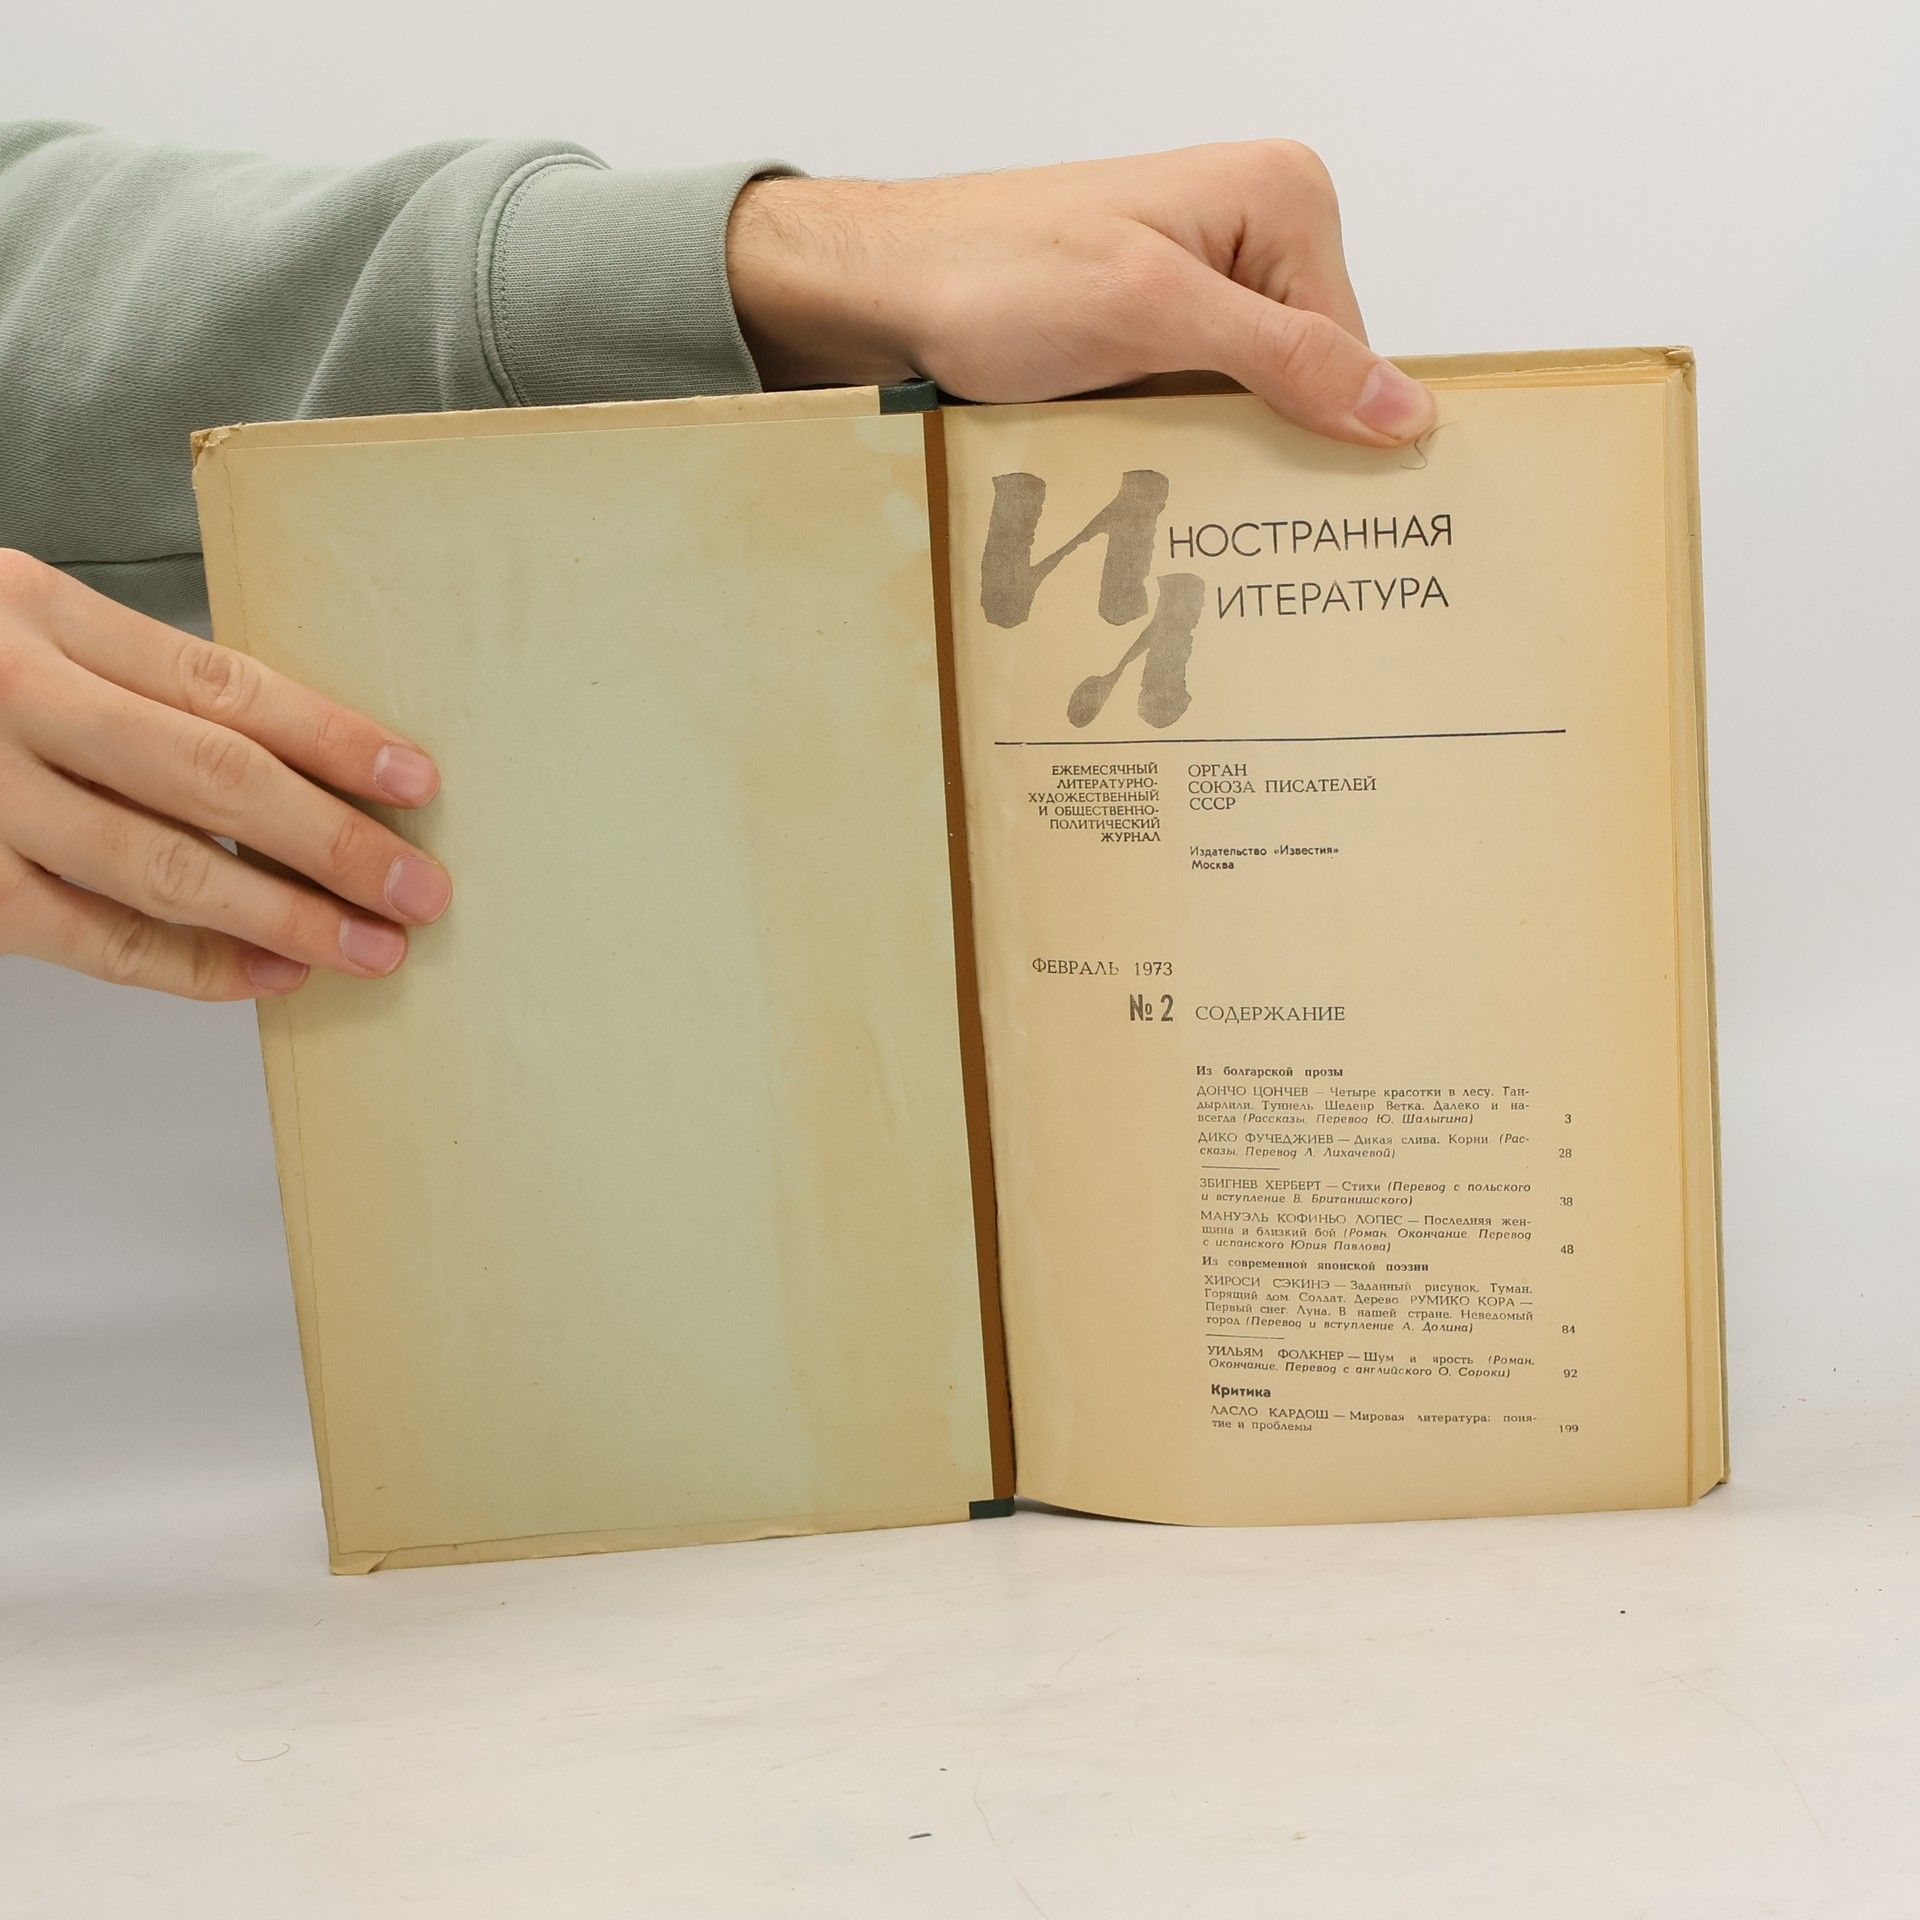 ИНОСТРАННАЯ
ЛИТЕРАТУРА
ЕЖЕМЕСЯЧНЫЙ
ЛИТЕРАТУРНО-
ХУДОЖЕСТВЕННЫЙ
И ОБЩЕСТВЕННО-
ПОЛИТИЧЕСКИЙ
ЖУРНАЛ
ОРГАН
СОЮЗА ПИСАТЕЛЕЙ
СССР
Издательство «Известия»
Москва
ФЕВРАЛЬ 1973
№ 2 СОДЕРЖАНИЕ
Из болгарской прозы
ДОНЧО ЦОНЧЕВ — Четыре красотки в лесу. Тан-
дырлили. Туннель. Шедевр. Ветка. Далеко и на-
всегда (Рассказы. Перевод Ю. Шалыгина) 3
ДИКО ФУЧЕДЖИЕВ — Дикая слива. Корни (Рас-
сказы. Перевод Л. Лихачевой) 28
ЗБИГНЕВ ХЕРБЕРТ — Стихи (Перевод с польского
и вступление В. Британишского) 38
МАНУЭЛЬ КОФИНЬО ЛОПЕС — Последняя жен-
щина и близкий бой (Роман. Окончание. Перевод
с испанского Юрия Павлова) 48
Из современной японской поэзии
ХИРОСИ СЭКИНЭ — Заданный рисунок. Туман.
Горящий дом. Солдат. Дерево. РУМИКО КОРА —
Первый снег. Луна. В нашей стране. Неведомый
город (Перевод и вступление А. Долина) 84
УИЛЬЯМ ФОЛКНЕР — Шум и ярость (Роман.
Окончание. Перевод с английского О. Сороки) 92
Критика
ЛАСЛО КАРДОШ — Мировая литература: поня-
тие и проблемы 199